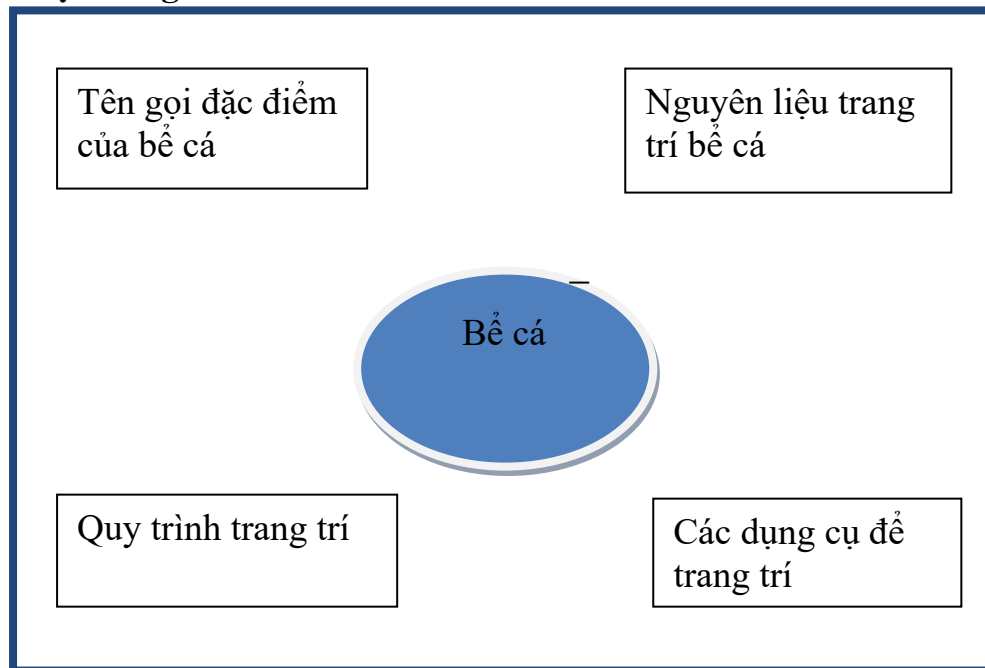 Tên gọi đặc điểm
của bể cá
Nguyên liệu trang
trí bể cá
Bể cá
Quy trình trang trí
Các dụng cụ để
trang trí